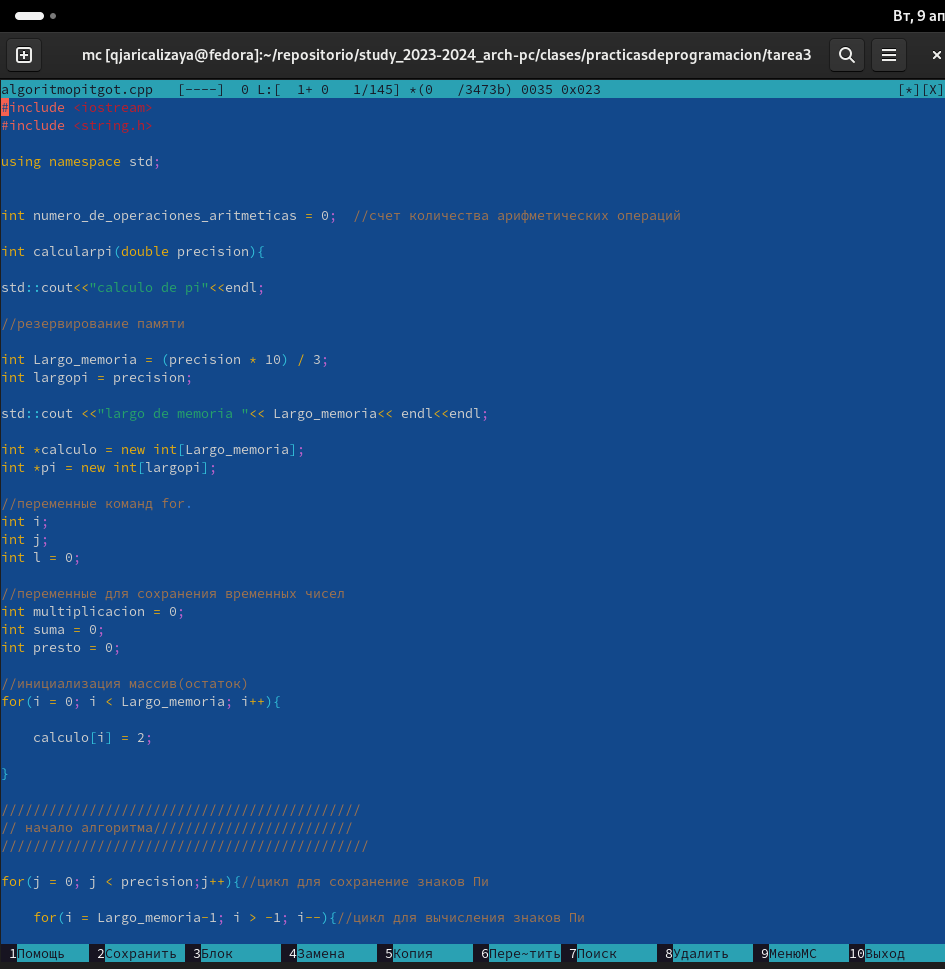 Вт, 9 ап
mc [qjaricalizaya@fedora]:~/repositorio/study_2023-2024_arch-pc/clases/practicasdeprogramacion/tarea3
algoritmopitgot.cpp [----] 0 L:[ 1+ 0 1/145] *(0 /3473b) 0035 0x023 [*][X]
#include <iostream>
#include <string.h>
using namespace std;
int numero_de_operaciones_aritmeticas = 0; //счет количества арифметических операций
int calcularpi(double precision){
std::cout<<"calculo de pi"<<endl;
//резервирование памяти
int Largo_memoria = (precision * 10) / 3;
int largopi = precision;
std::cout <<"largo de memoria "<< Largo_memoria<< endl<<endl;
int *calculo = new int[Largo_memoria];
int *pi = new int[largopi];
//переменные команд for.
int i;
int j;
int l = 0;
//переменные для сохранения временных чисел
int multiplicacion = 0;
int suma = 0;
int presto = 0;
//инициализация массив(остаток)
for(i = 0; i < Largo_memoria; i++){
calculo[i] = 2;
}
/////////////////////////////////////////////
// начало алгоритма/////////////////////////
//////////////////////////////////////////////
for(j = 0; j < precision;j++){//цикл для сохранение знаков Пи
for(i = Largo_memoria-1; i > -1; i--){//цикл для вычисления знаков Пи
1Помощь 2Сохранить 3Блок 4Замена 5Копия 6Пере~тить 7Поиск 8Удалить 9МенюМС 10Выход